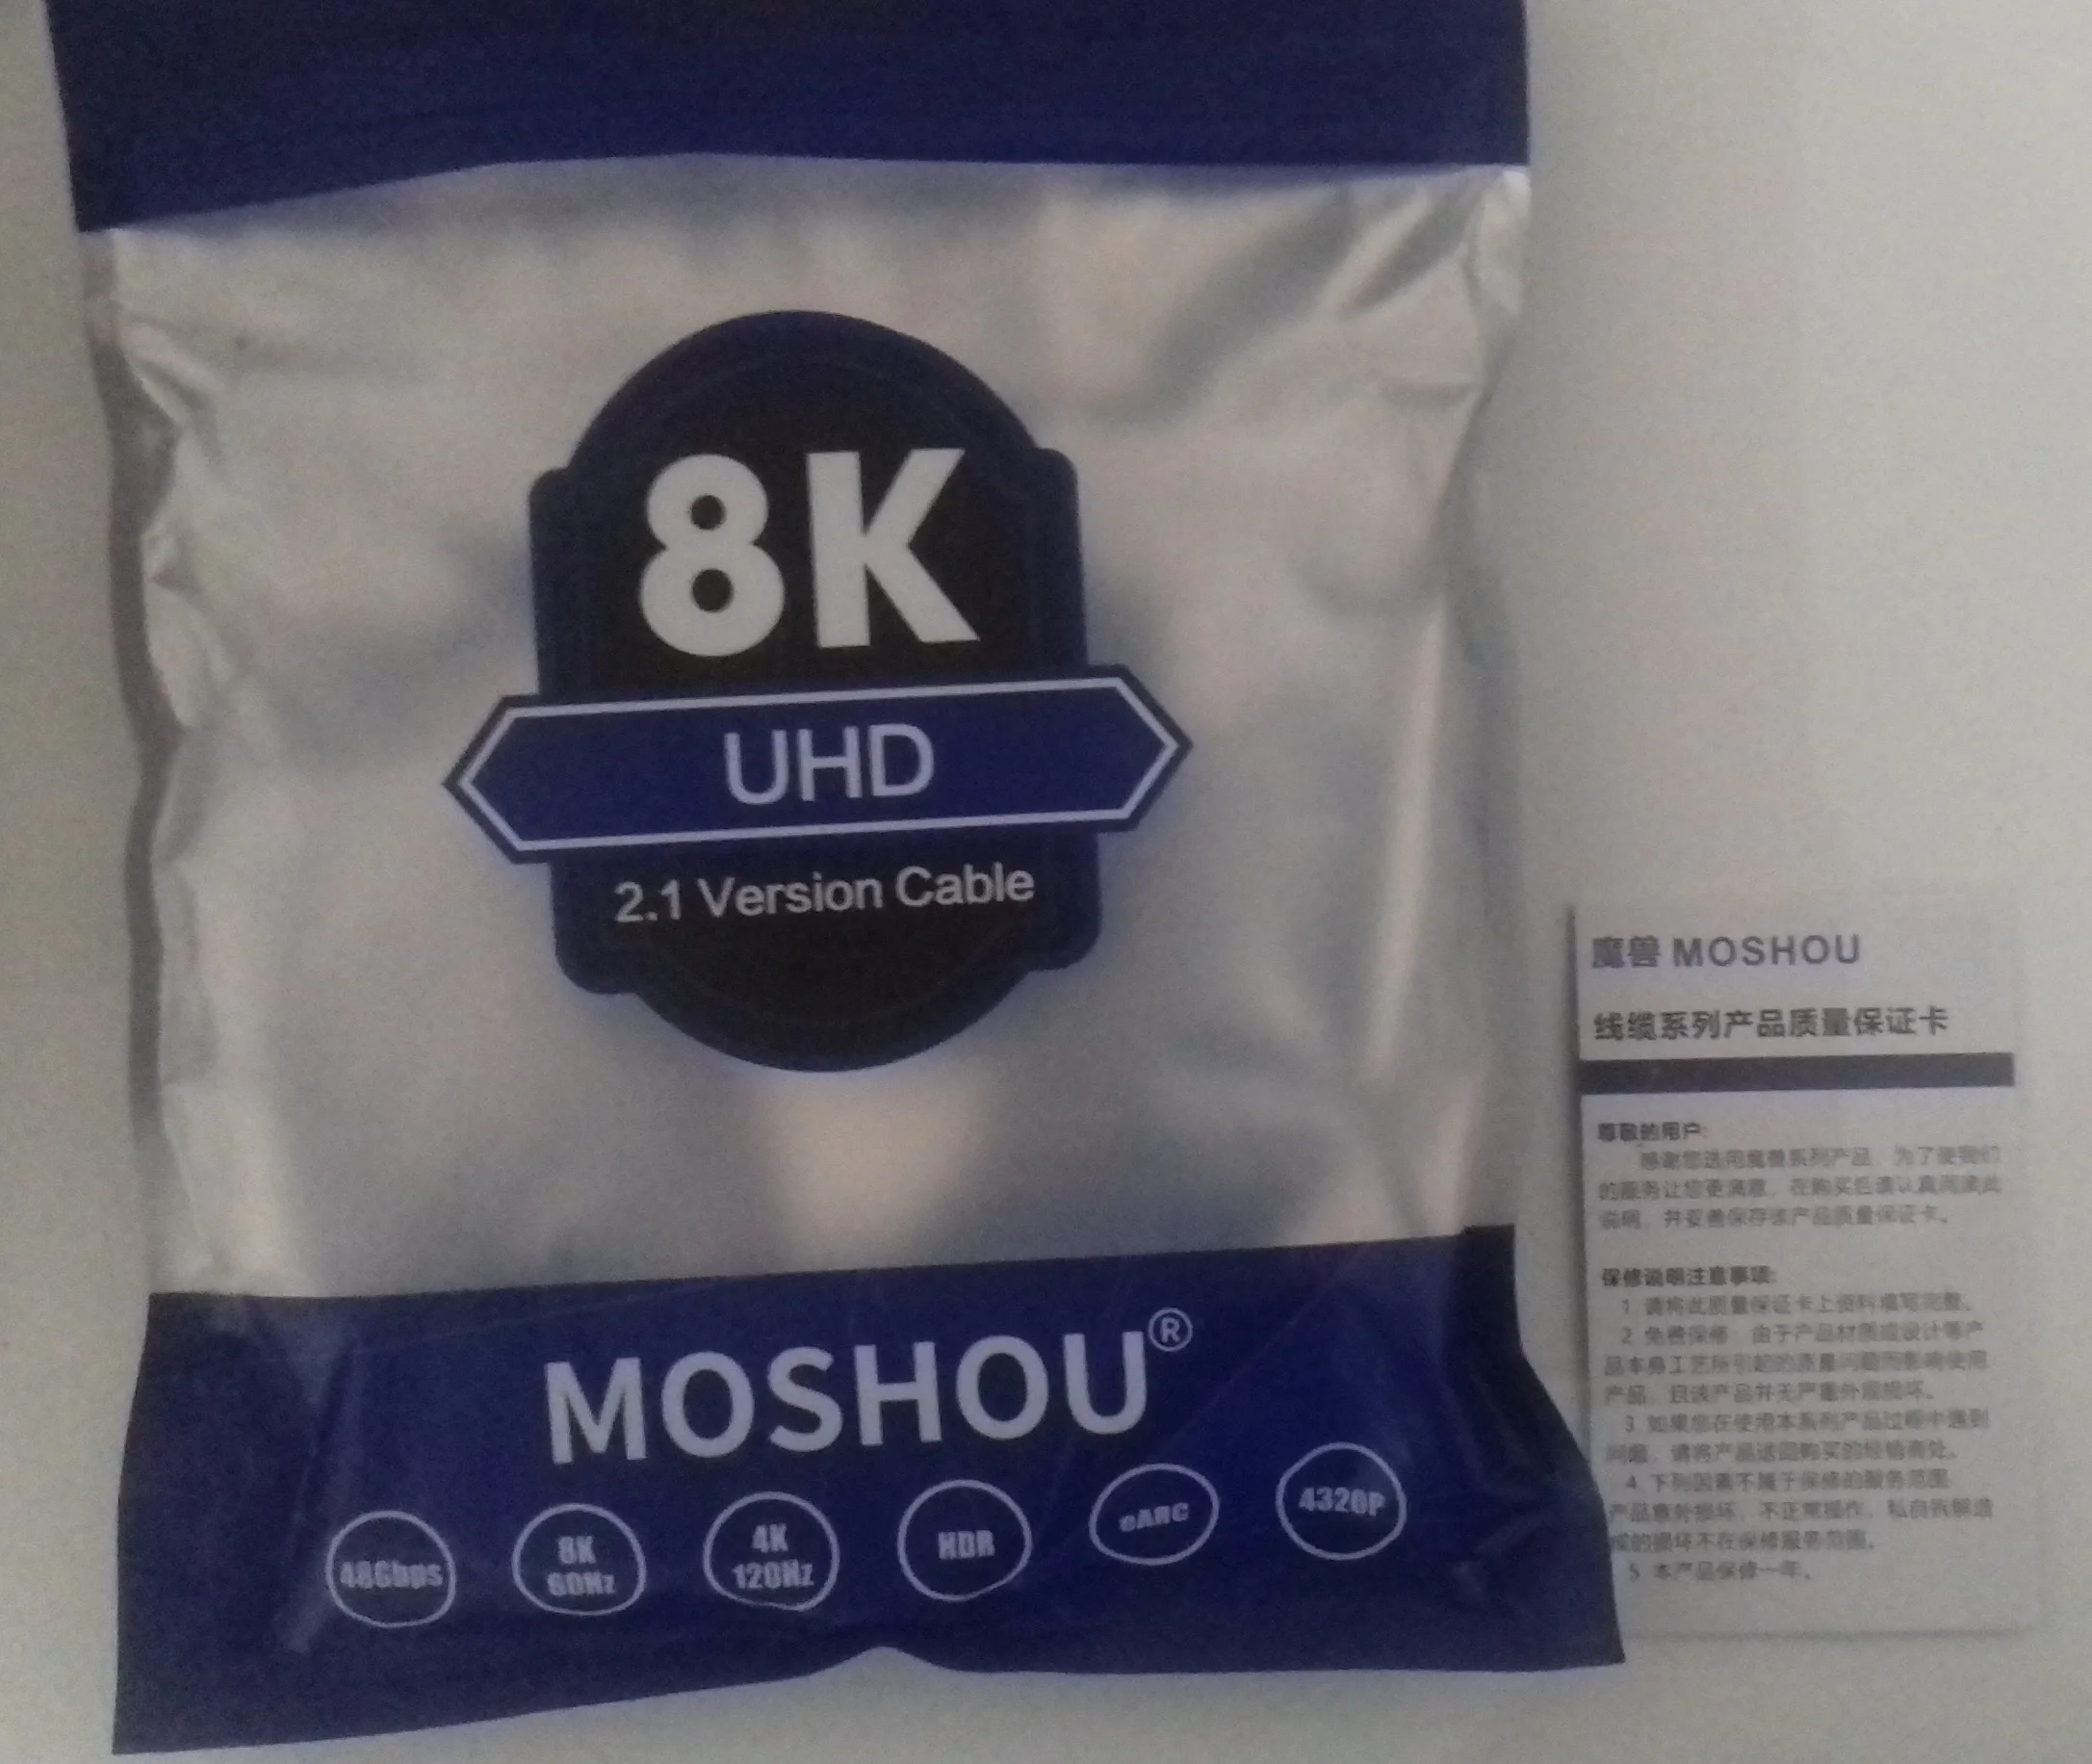 8K
UHD
2.1 Version Cable
MOSHOU®
48Gbps
8K
60Hz
4K
120Hz
HDR
eARC
4320P
魔兽 MOSHOU
线缆系列产品质量保证卡
尊敬的用户:
感谢您选用魔兽系列产品，为了使我们
的服务让您更满意，在购买后请认真阅读此
说明，并妥善保存该产品质量保证卡。
保修说明注意事项:
1 请将此质量保证卡上资料填写完整。
2 免费保修：由于产品材质或设计等产
品本身工艺所引起的质量问题而影响使用
产品，且该产品并无严重外观损坏。
3 如果您在使用本系列产品过程中遇到
问题，请将产品送回购买的经销商处。
4 下列因素不属于保修的服务范围
产品意外损坏，不正常操作，私自拆解造
成的损坏不在保修服务范围。
5 本产品保修一年。